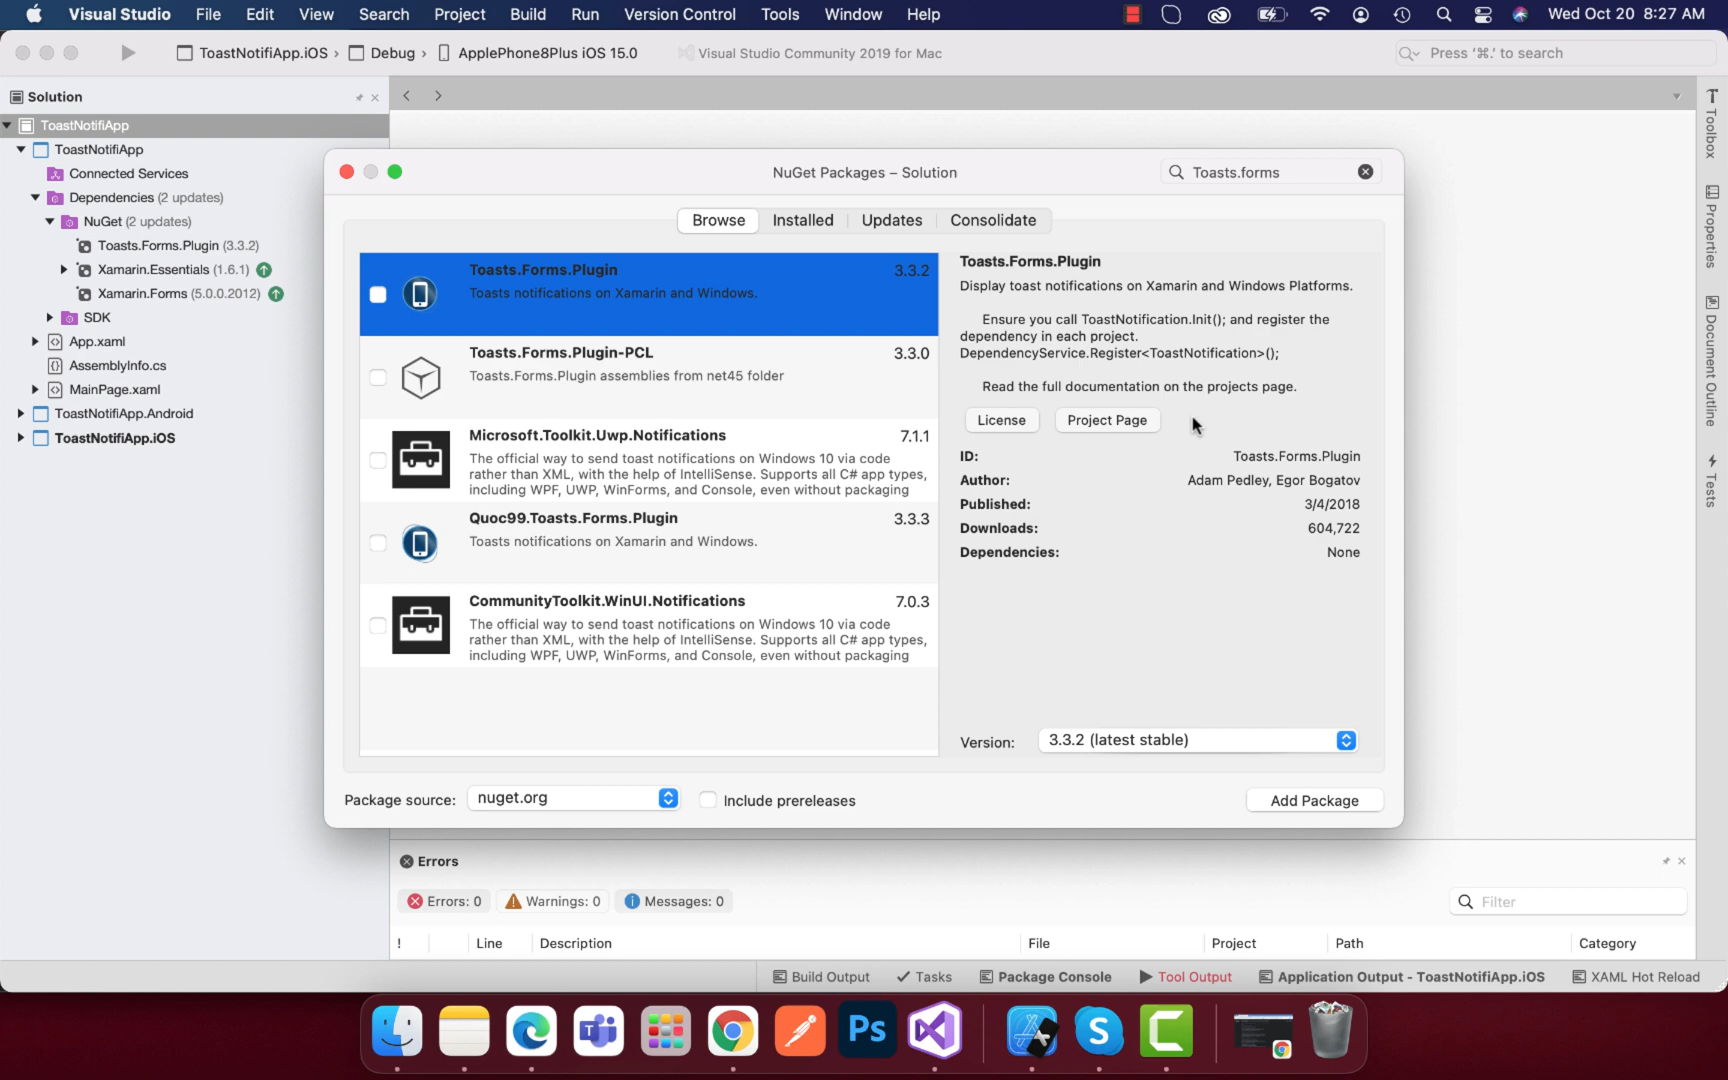 Visual Studio File Edit View Search Project Build Run Version Control Tools Window Help Wed Oct 20 8:27 AM
ToastNotifiApp.iOS › Debug › ApplePhone8Plus iOS 15.0 Visual Studio Community 2019 for Mac Press '⌘.' to search
Solution
ToastNotifiApp
ToastNotifiApp
Connected Services
Dependencies (2 updates)
NuGet (2 updates)
Toasts.Forms.Plugin (3.3.2)
Xamarin.Essentials (1.6.1)
Xamarin.Forms (5.0.0.2012)
SDK
App.xaml
AssemblyInfo.cs
MainPage.xaml
ToastNotifiApp.Android
ToastNotifiApp.iOS
NuGet Packages – Solution
Toasts.forms
Browse Installed Updates Consolidate
Toasts.Forms.Plugin 3.3.2
Toasts notifications on Xamarin and Windows.
Toasts.Forms.Plugin-PCL 3.3.0
Toasts.Forms.Plugin assemblies from net45 folder
Microsoft.Toolkit.Uwp.Notifications 7.1.1
The official way to send toast notifications on Windows 10 via code
rather than XML, with the help of IntelliSense. Supports all C# app types,
including WPF, UWP, WinForms, and Console, even without packaging
Quoc99.Toasts.Forms.Plugin 3.3.3
Toasts notifications on Xamarin and Windows.
CommunityToolkit.WinUI.Notifications 7.0.3
The official way to send toast notifications on Windows 10 via code
rather than XML, with the help of IntelliSense. Supports all C# app types,
including WPF, UWP, WinForms, and Console, even without packaging
Toasts.Forms.Plugin
Display toast notifications on Xamarin and Windows Platforms.
Ensure you call ToastNotification.Init(); and register the
dependency in each project.
DependencyService.Register<ToastNotification>();
Read the full documentation on the projects page.
License Project Page
ID: Toasts.Forms.Plugin
Author: Adam Pedley, Egor Bogatov
Published: 3/4/2018
Downloads: 604,722
Dependencies: None
Version: 3.3.2 (latest stable)
Package source: nuget.org Include prereleases Add Package
Toolbox
Properties
Document Outline
Tests
Errors
Errors: 0 Warnings: 0 Messages: 0 Filter
! Line Description File Project Path Category
Build Output Tasks Package Console Tool Output Application Output - ToastNotifiApp.iOS XAML Hot Reload
Ps
S
C